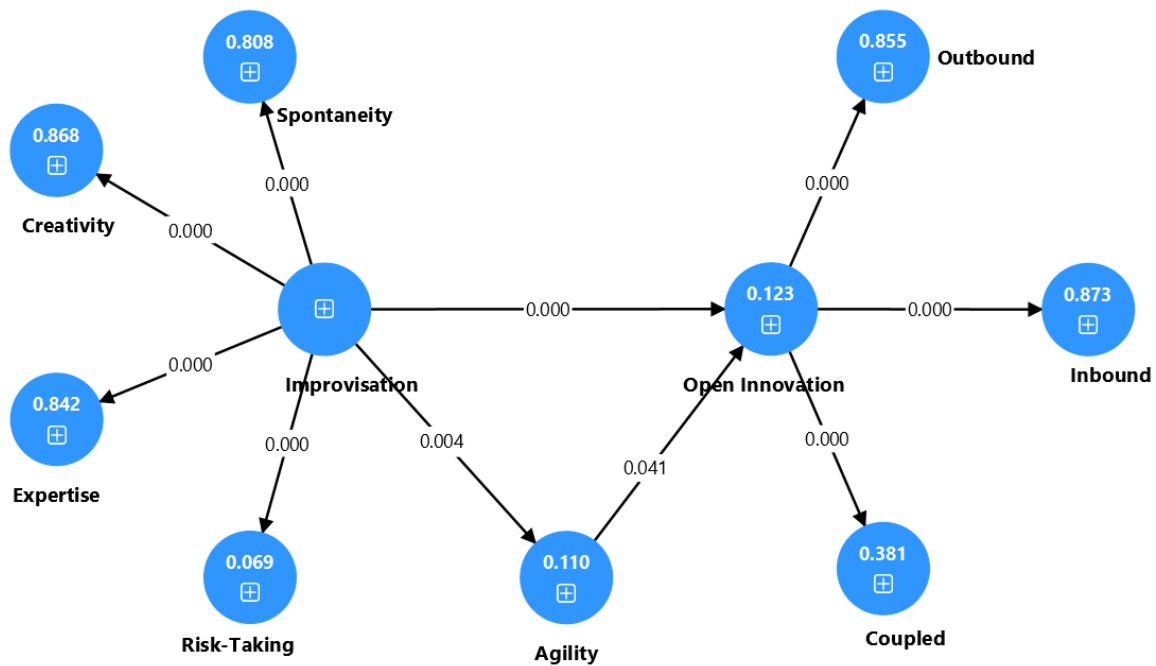 0.808
Spontaneity
0.855
Outbound
0.868
Creativity
0.000
0.000
0.000
0.123
0.873
0.000
0.000
Improvisation
Open Innovation
Inbound
0.000
0.842
Expertise
0.000
0.004
0.041
0.000
0.069
Risk-Taking
0.110
Agility
0.381
Coupled